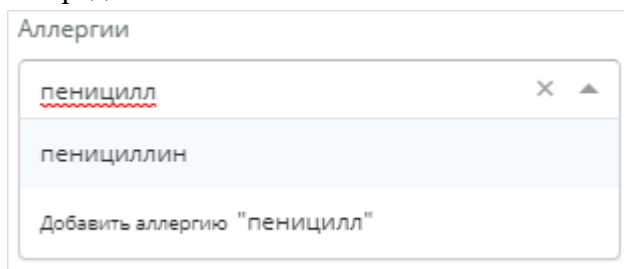 Аллергии
пеницилл
пенициллин
Добавить аллергию "пеницилл"